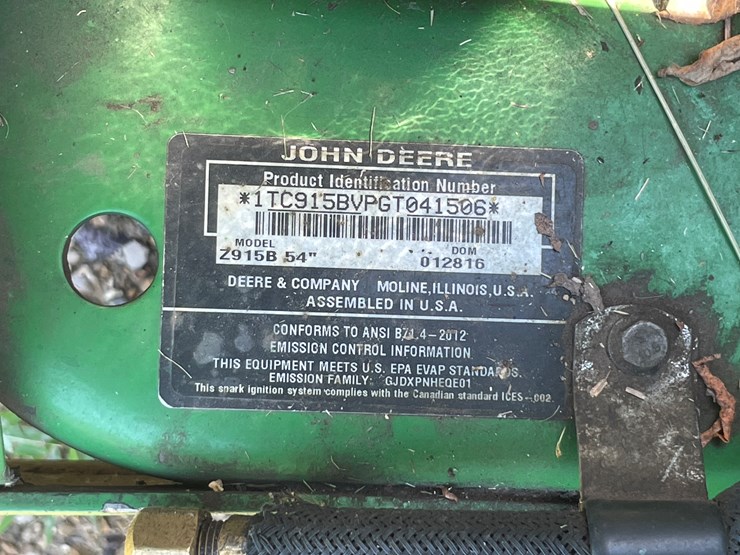 JOHN DEERE
Product Identification Number
*1TC915BVPGT041506*
MODEL DOM
Z915B 54" 012816
DEERE & COMPANY MOLINE, ILLINOIS, U.S.A.
ASSEMBLED IN U.S.A.
CONFORMS TO ANSI B71.4-2012
EMISSION CONTROL INFORMATION
THIS EQUIPMENT MEETS U.S. EPA EVAP STANDARDS.
EMISSION FAMILY: GJDXPNHEQE01
This spark ignition system complies with the Canadian standard ICES-002